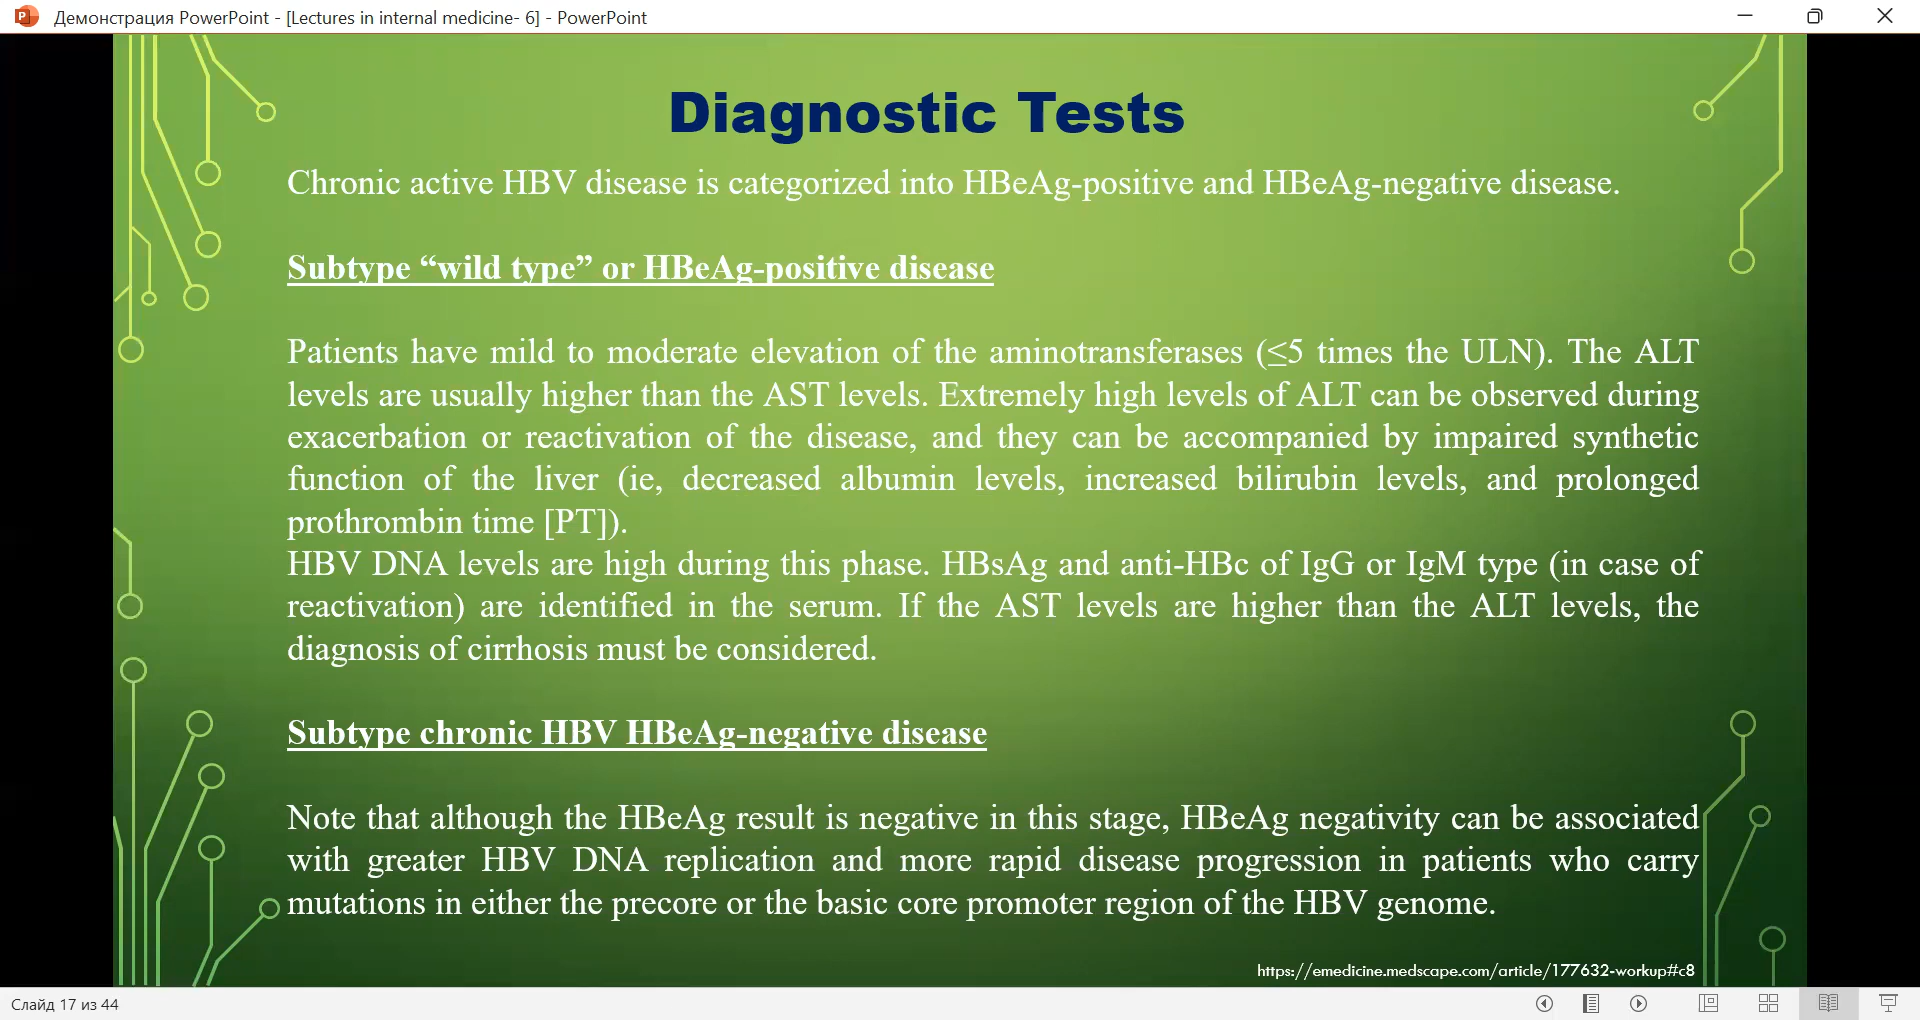 Демонстрация PowerPoint - [Lectures in internal medicine- 6] - PowerPoint
Diagnostic Tests
Chronic active HBV disease is categorized into HBeAg-positive and HBeAg-negative disease.
Subtype “wild type” or HBeAg-positive disease
Patients have mild to moderate elevation of the aminotransferases (≤5 times the ULN). The ALT
levels are usually higher than the AST levels. Extremely high levels of ALT can be observed during
exacerbation or reactivation of the disease, and they can be accompanied by impaired synthetic
function of the liver (ie, decreased albumin levels, increased bilirubin levels, and prolonged
prothrombin time [PT]).
HBV DNA levels are high during this phase. HBsAg and anti-HBc of IgG or IgM type (in case of
reactivation) are identified in the serum. If the AST levels are higher than the ALT levels, the
diagnosis of cirrhosis must be considered.
Subtype chronic HBV HBeAg-negative disease
Note that although the HBeAg result is negative in this stage, HBeAg negativity can be associated
with greater HBV DNA replication and more rapid disease progression in patients who carry
mutations in either the precore or the basic core promoter region of the HBV genome.
https://emedicine.medscape.com/article/177632-workup#c8
Слайд 17 из 44